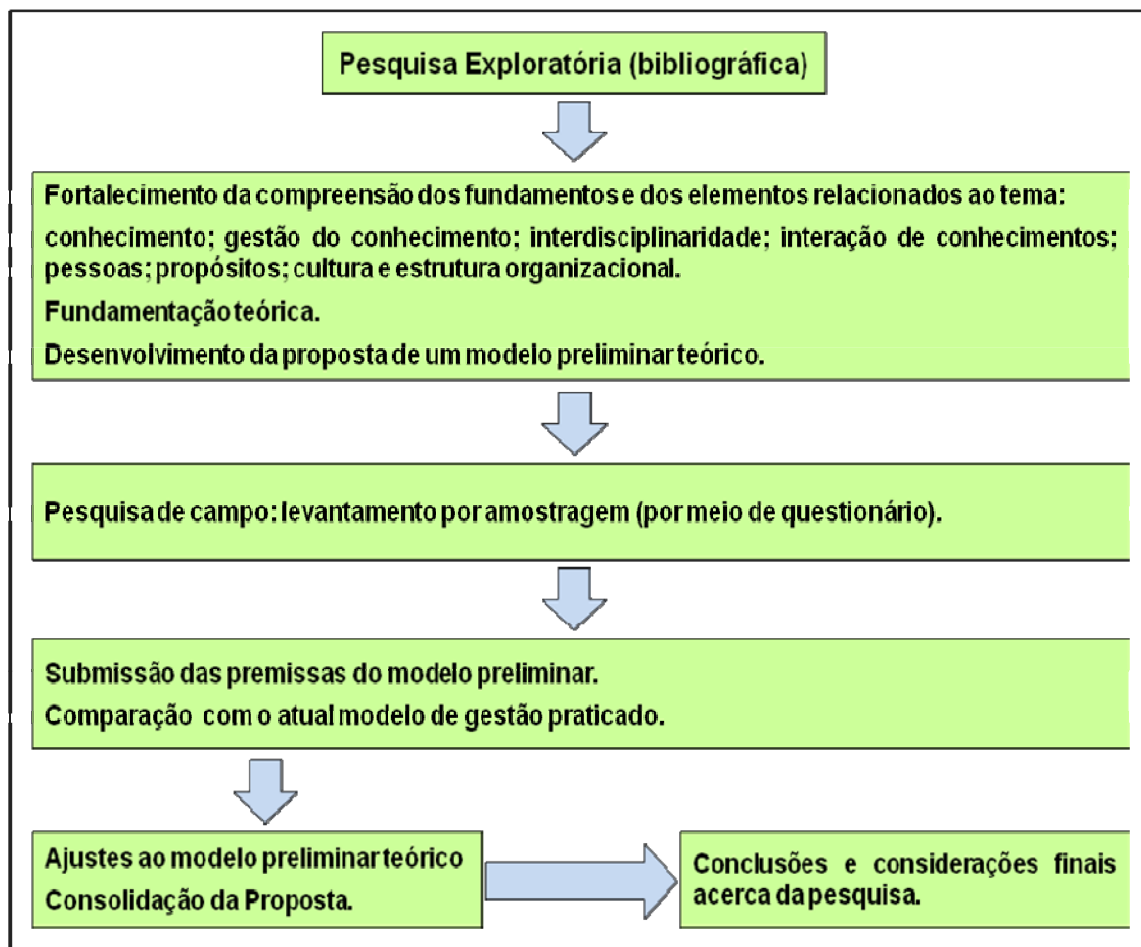 Pesquisa Exploratória (bibliográfica)
Fortalecimento da compreensão dos fundamentos e dos elementos relacionados ao tema:
conhecimento; gestão do conhecimento; interdisciplinaridade; interação de conhecimentos;
pessoas; propósitos; cultura e estrutura organizacional.
Fundamentação teórica.
Desenvolvimento da proposta de um modelo preliminar teórico.
Pesquisa de campo: levantamento por amostragem (por meio de questionário).
Submissão das premissas do modelo preliminar.
Comparação com o atual modelo de gestão praticado.
Ajustes ao modelo preliminar teórico
Consolidação da Proposta.
Conclusões e considerações finais
acerca da pesquisa.